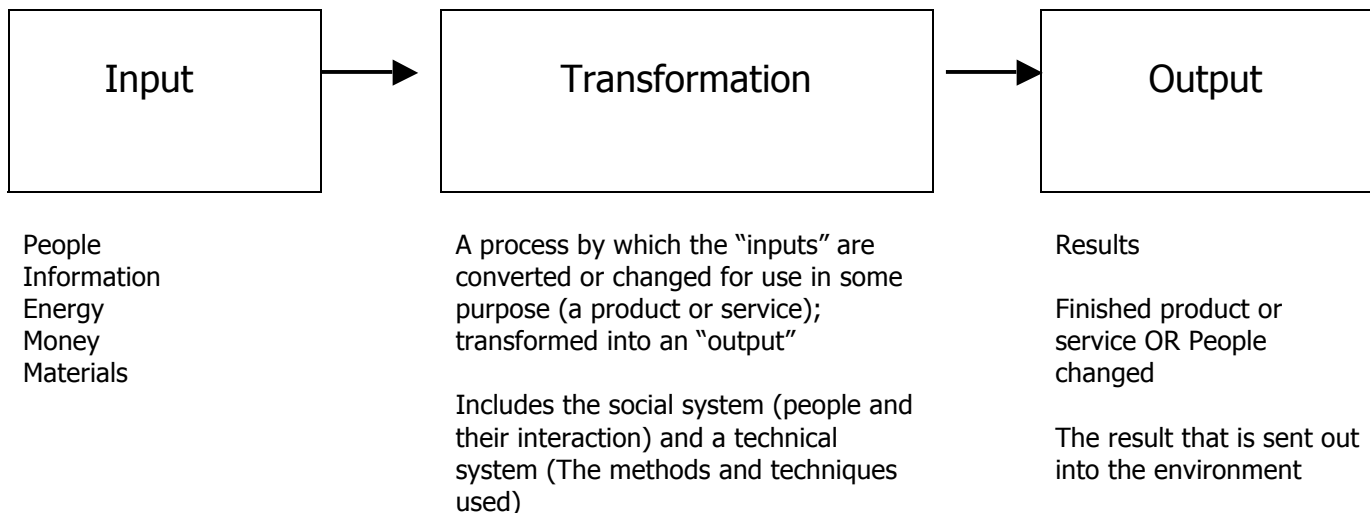 Input
Transformation
Output
People
Information
Energy
Money
Materials
A process by which the “inputs” are
converted or changed for use in some
purpose (a product or service);
transformed into an “output”
Includes the social system (people and
their interaction) and a technical
system (The methods and techniques
used)
Results
Finished product or
service OR People
changed
The result that is sent out
into the environment